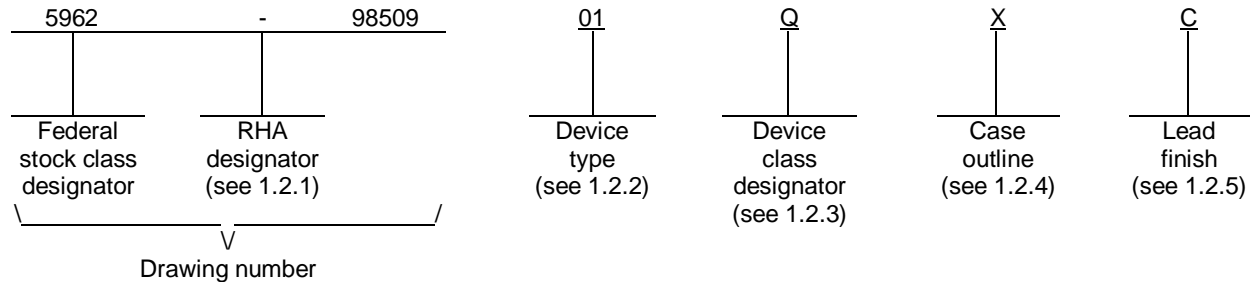 5962 - 98509 01 Q X C
Federal stock class designator
RHA designator (see 1.2.1)
Device type (see 1.2.2)
Device class designator (see 1.2.3)
Case outline (see 1.2.4)
Lead finish (see 1.2.5)
Drawing number